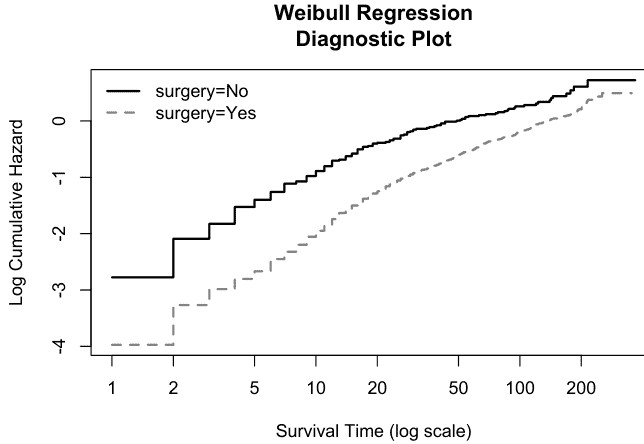 Weibull Regression
Diagnostic Plot
surgery=No
surgery=Yes
Log Cumulative Hazard
0
-1
-2
-3
-4
1 2 5 10 20 50 100 200
Survival Time (log scale)